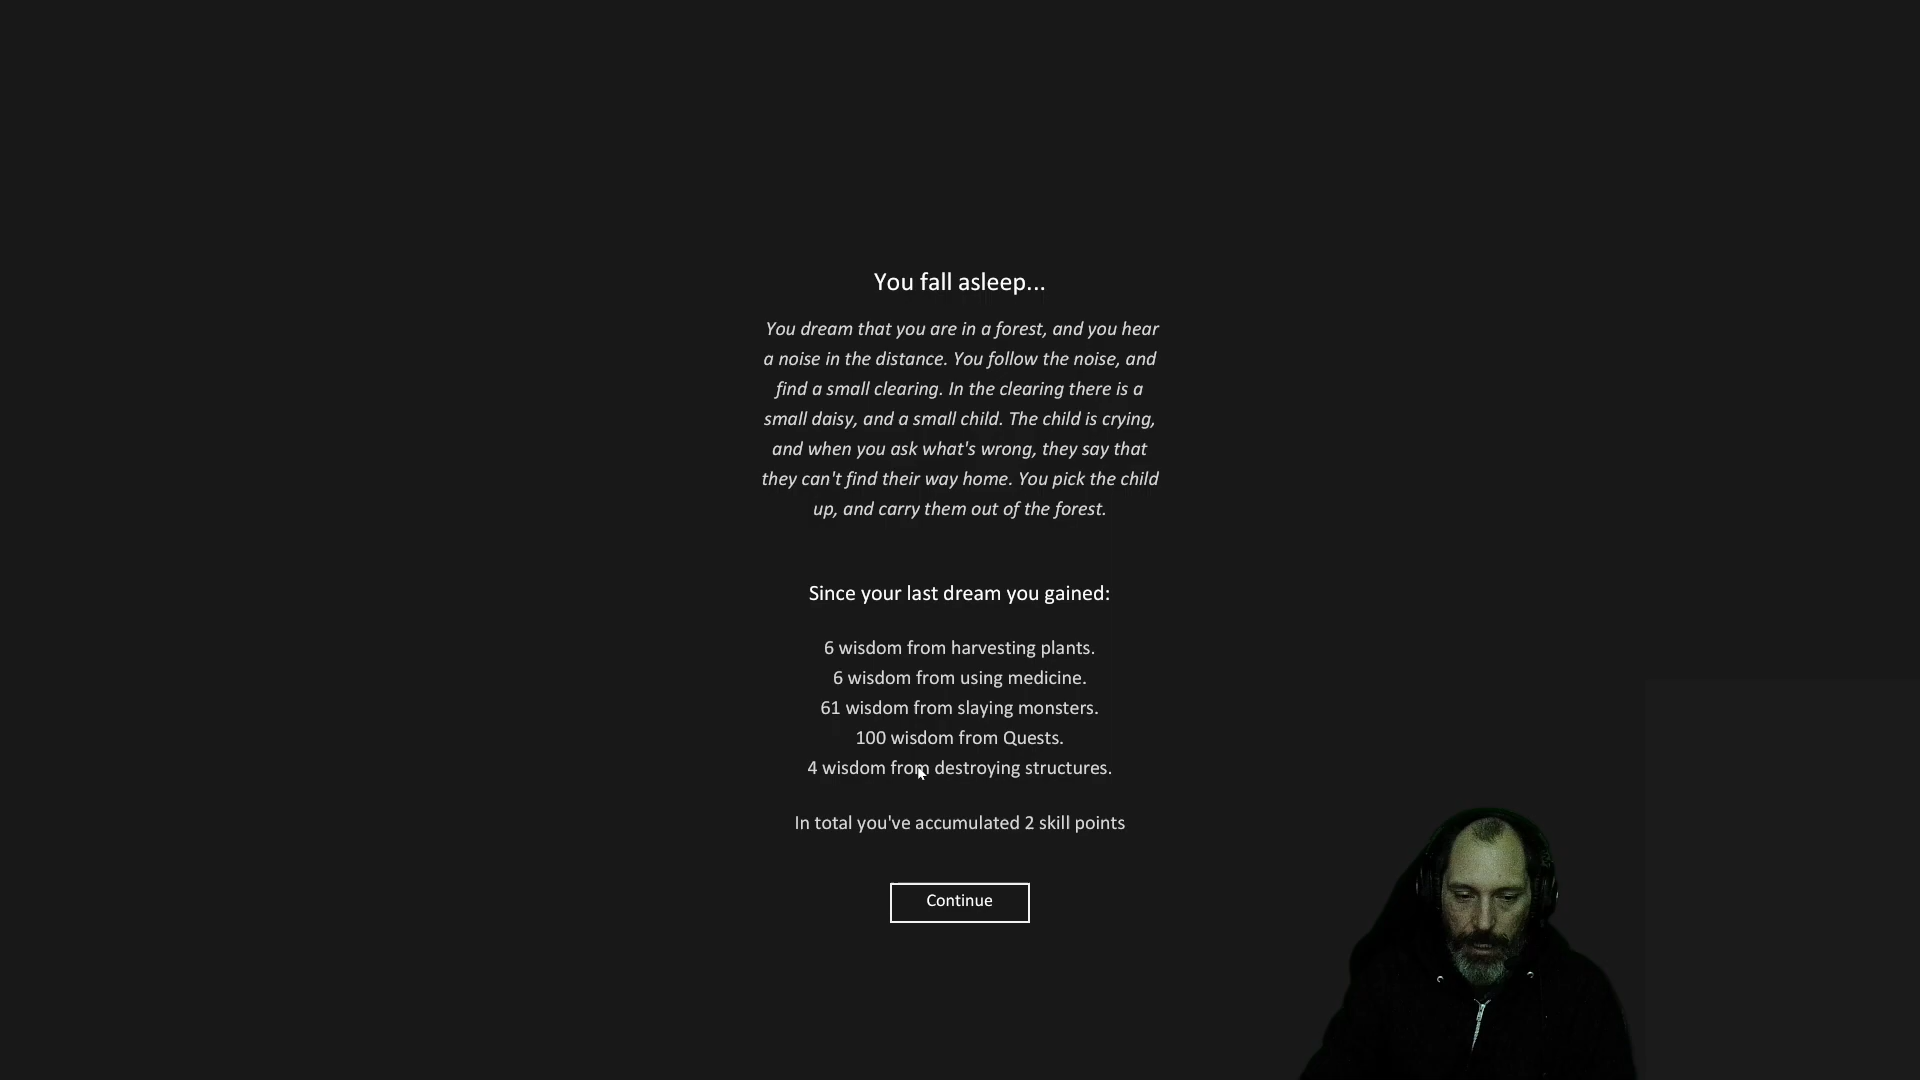 You fall asleep...
You dream that you are in a forest, and you hear
a noise in the distance. You follow the noise, and
find a small clearing. In the clearing there is a
small daisy, and a small child. The child is crying,
and when you ask what's wrong, they say that
they can't find their way home. You pick the child
up, and carry them out of the forest.
Since your last dream you gained:
6 wisdom from harvesting plants.
6 wisdom from using medicine.
61 wisdom from slaying monsters.
100 wisdom from Quests.
4 wisdom from destroying structures.
In total you've accumulated 2 skill points
Continue